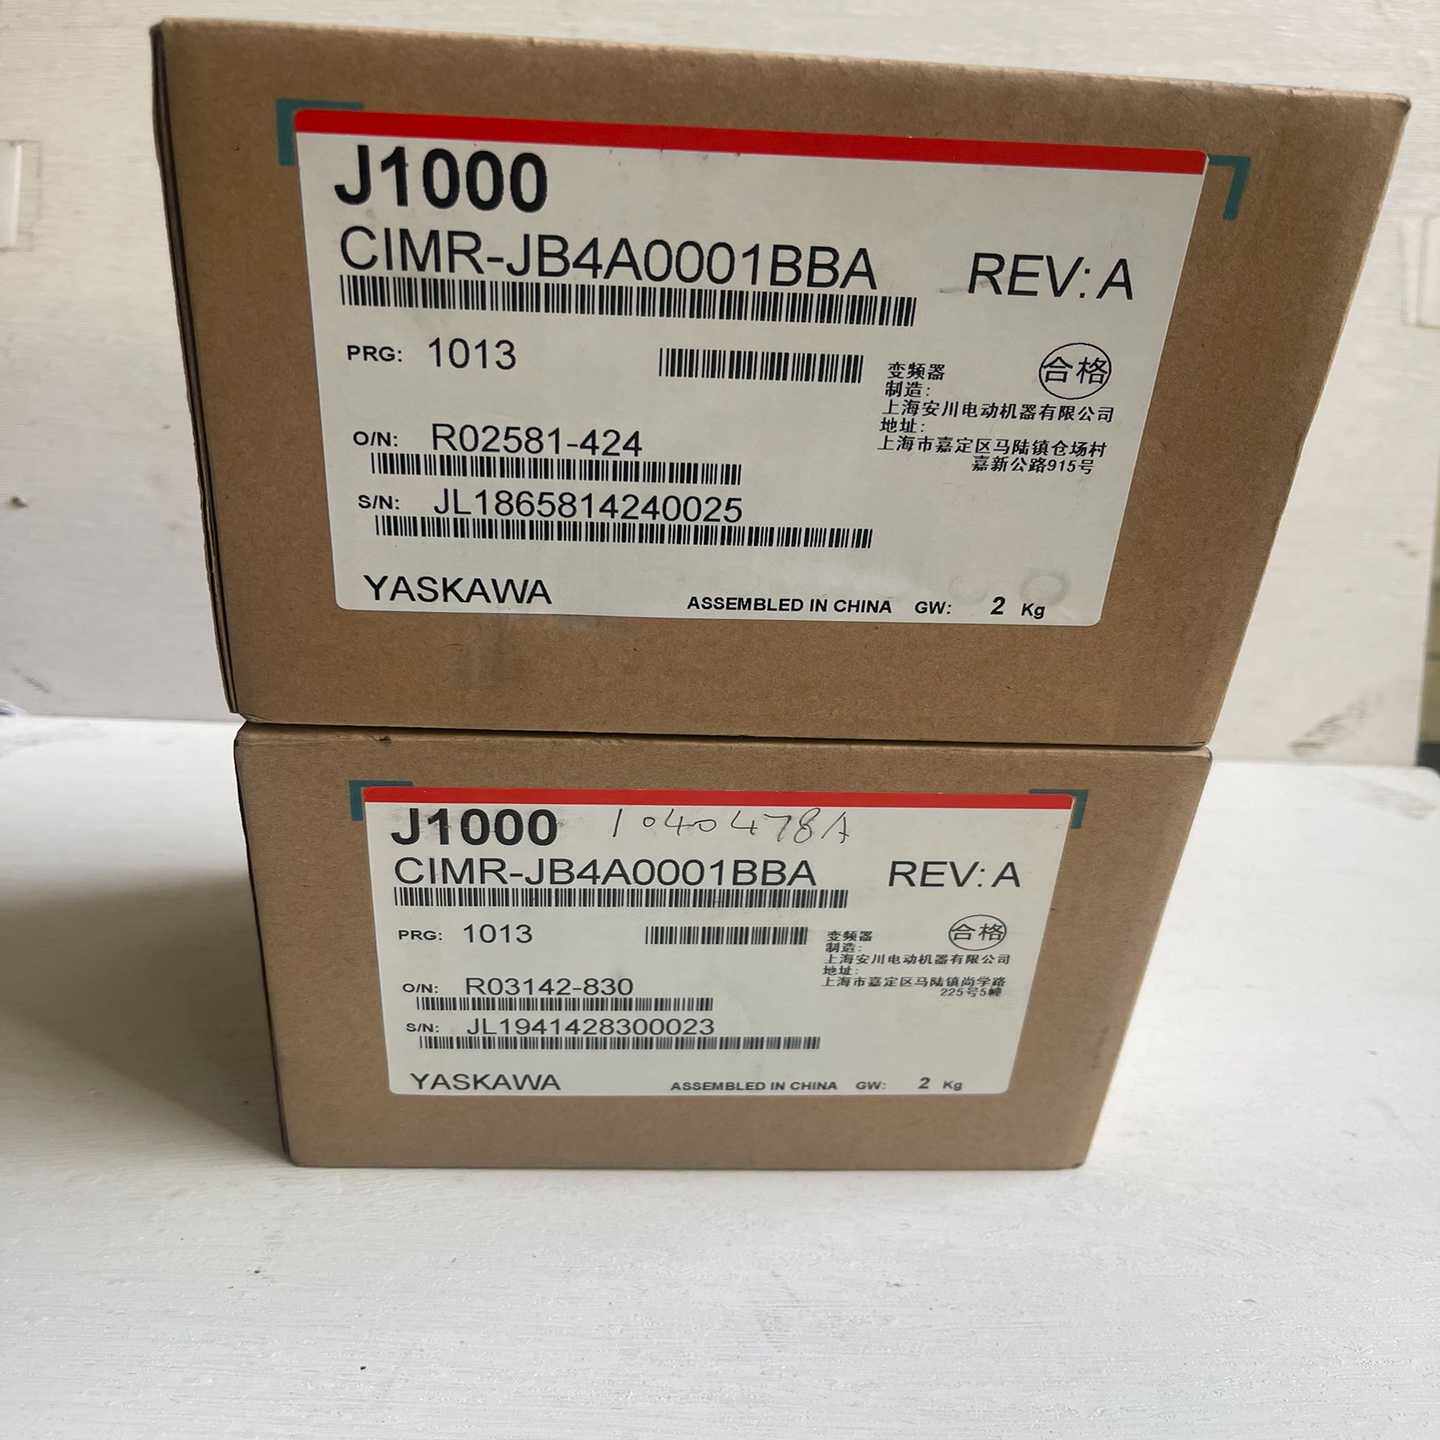 J1000
CIMR-JB4A0001BBA REV: A
PRG: 1013
变频器 合格
制造:
上海安川电动机器有限公司
地址:
上海市嘉定区马陆镇仓场村
嘉新公路915号
O/N: R02581-424
S/N: JL1865814240025
YASKAWA ASSEMBLED IN CHINA GW: 2 Kg
J1000 1040478A
CIMR-JB4A0001BBA REV: A
PRG: 1013
变频器 合格
制造:
上海安川电动机器有限公司
地址:
上海市嘉定区马陆镇尚学路
225号5幢
O/N: R03142-830
S/N: JL1941428300023
YASKAWA ASSEMBLED IN CHINA GW: 2 Kg